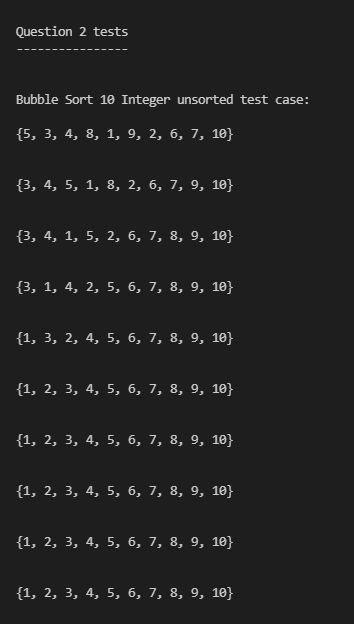 Question 2 tests
----------------
Bubble Sort 10 Integer unsorted test case:
{5, 3, 4, 8, 1, 9, 2, 6, 7, 10}
{3, 4, 5, 1, 8, 2, 6, 7, 9, 10}
{3, 4, 1, 5, 2, 6, 7, 8, 9, 10}
{3, 1, 4, 2, 5, 6, 7, 8, 9, 10}
{1, 3, 2, 4, 5, 6, 7, 8, 9, 10}
{1, 2, 3, 4, 5, 6, 7, 8, 9, 10}
{1, 2, 3, 4, 5, 6, 7, 8, 9, 10}
{1, 2, 3, 4, 5, 6, 7, 8, 9, 10}
{1, 2, 3, 4, 5, 6, 7, 8, 9, 10}
{1, 2, 3, 4, 5, 6, 7, 8, 9, 10}